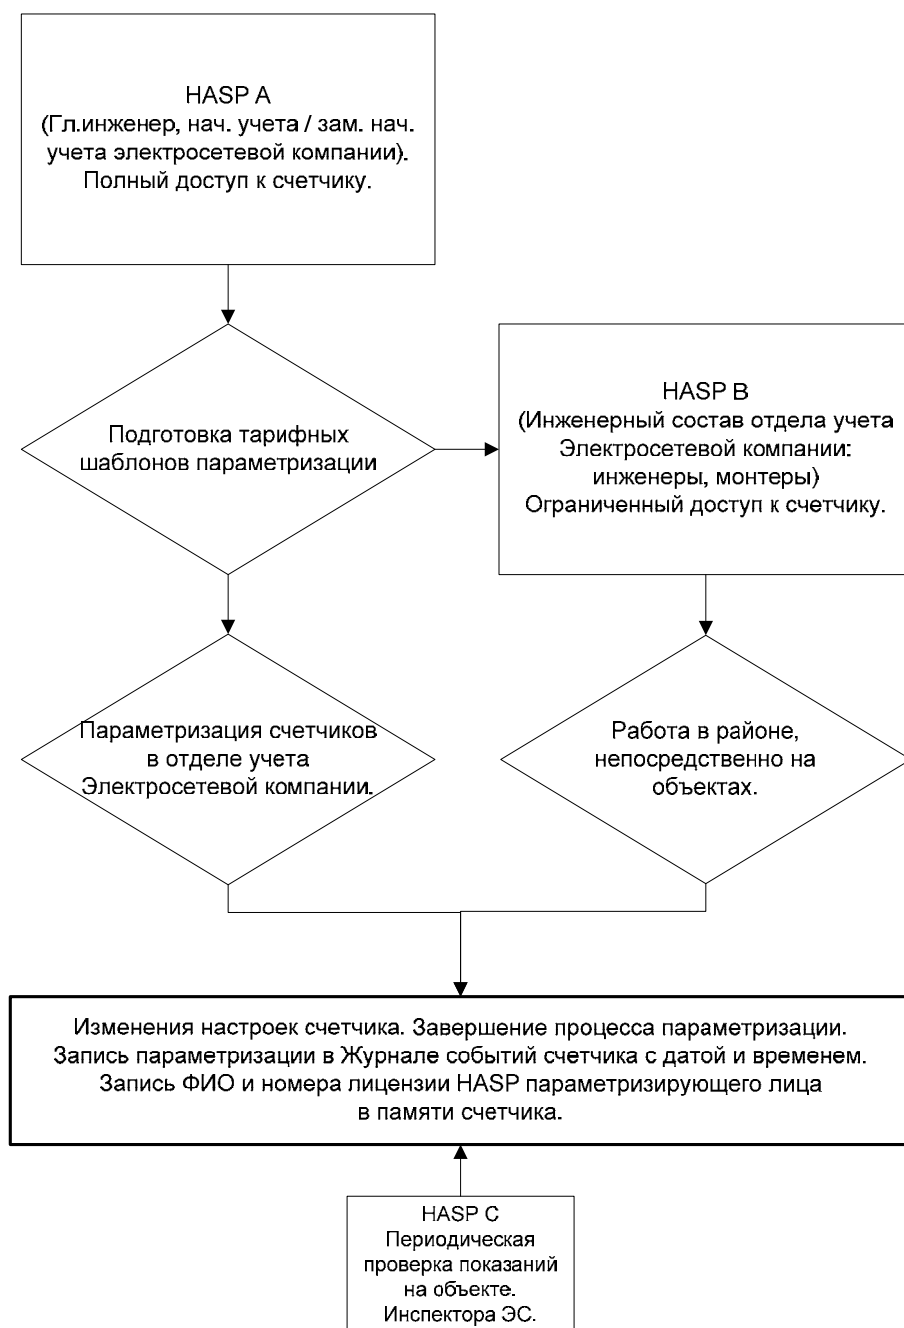 HASP A
(Гл.инженер, нач. учета / зам. нач.
учета электросетевой компании).
Полный доступ к счетчику.
Подготовка тарифных
шаблонов параметризации
HASP B
(Инженерный состав отдела учета
Электросетевой компании:
инженеры, монтеры)
Ограниченный доступ к счетчику.
Параметризация счетчиков
в отделе учета
Электросетевой компании.
Работа в районе,
непосредственно на
объектах.
Изменения настроек счетчика. Завершение процесса параметризации.
Запись параметризации в Журнале событий счетчика с датой и временем.
Запись ФИО и номера лицензии HASP параметризирующего лица
в памяти счетчика.
HASP C
Периодическая
проверка показаний
на объекте.
Инспектора ЭС.